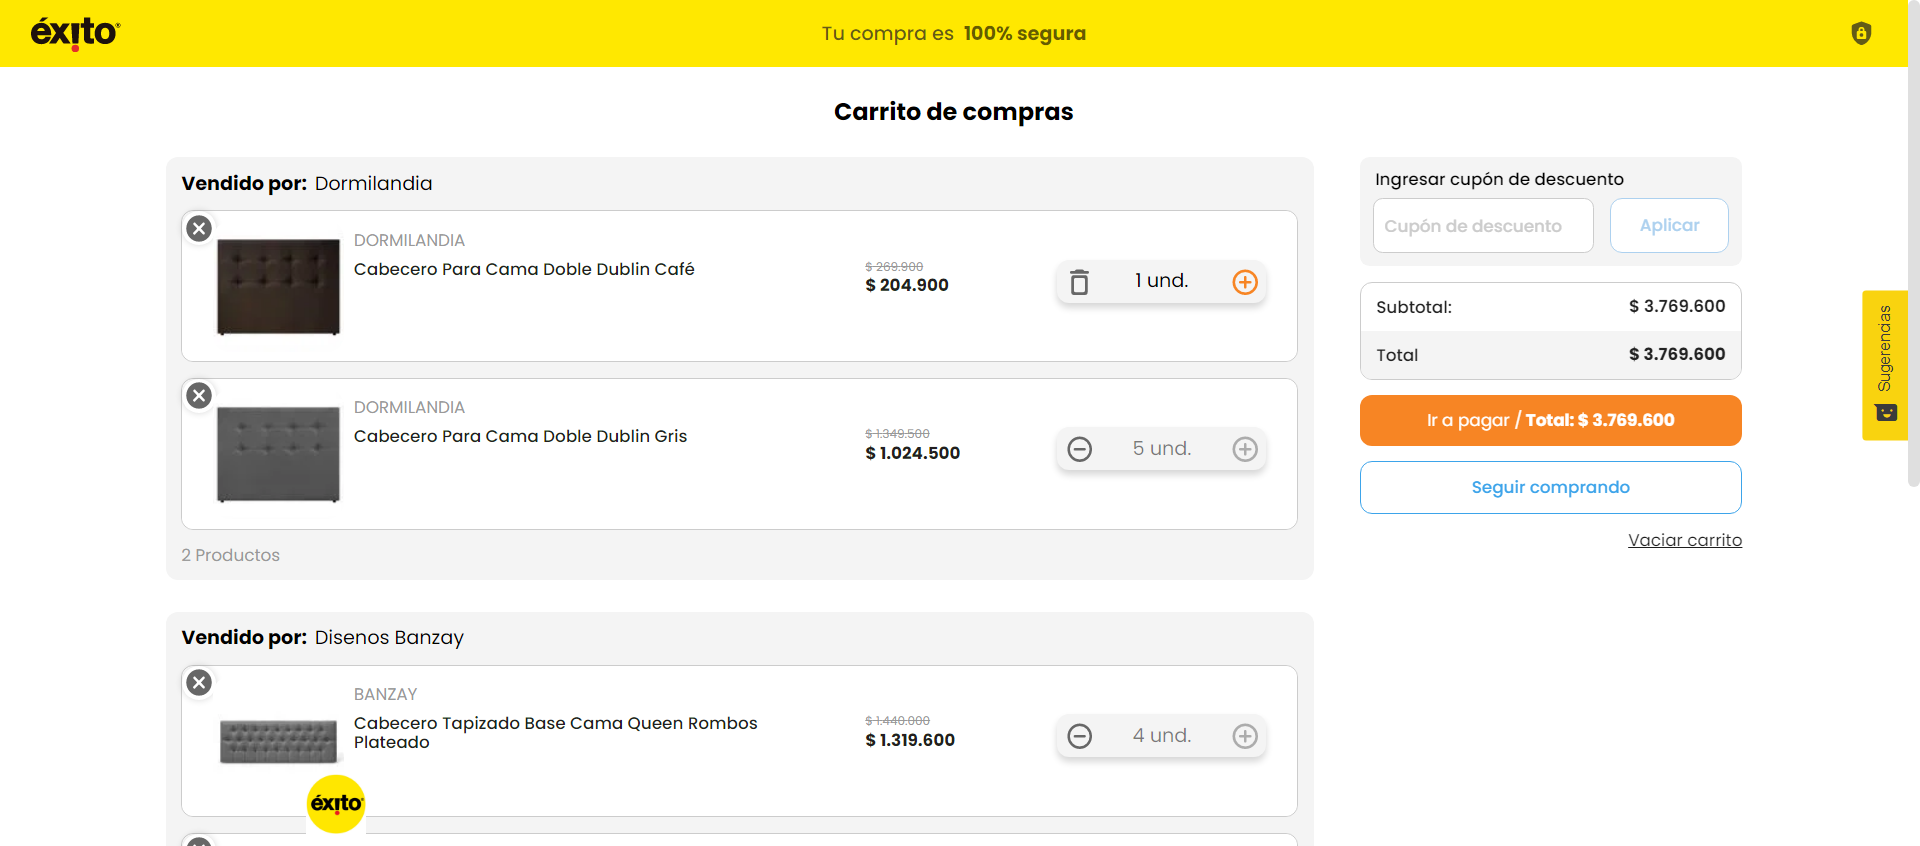 éxito
Tu compra es 100% segura
Carrito de compras
Vendido por: Dormilandia
DORMILANDIA
Cabecero Para Cama Doble Dublin Café
$ 269.900
$ 204.900
1 und.
DORMILANDIA
Cabecero Para Cama Doble Dublin Gris
$ 1.349.500
$ 1.024.500
5 und.
2 Productos
Vendido por: Disenos Banzay
BANZAY
Cabecero Tapizado Base Cama Queen Rombos
Plateado
$ 1.440.000
$ 1.319.600
4 und.
éxito
Ingresar cupón de descuento
Cupón de descuento
Aplicar
Subtotal: $ 3.769.600
Total $ 3.769.600
Ir a pagar / Total: $ 3.769.600
Seguir comprando
Vaciar carrito
Sugerencias